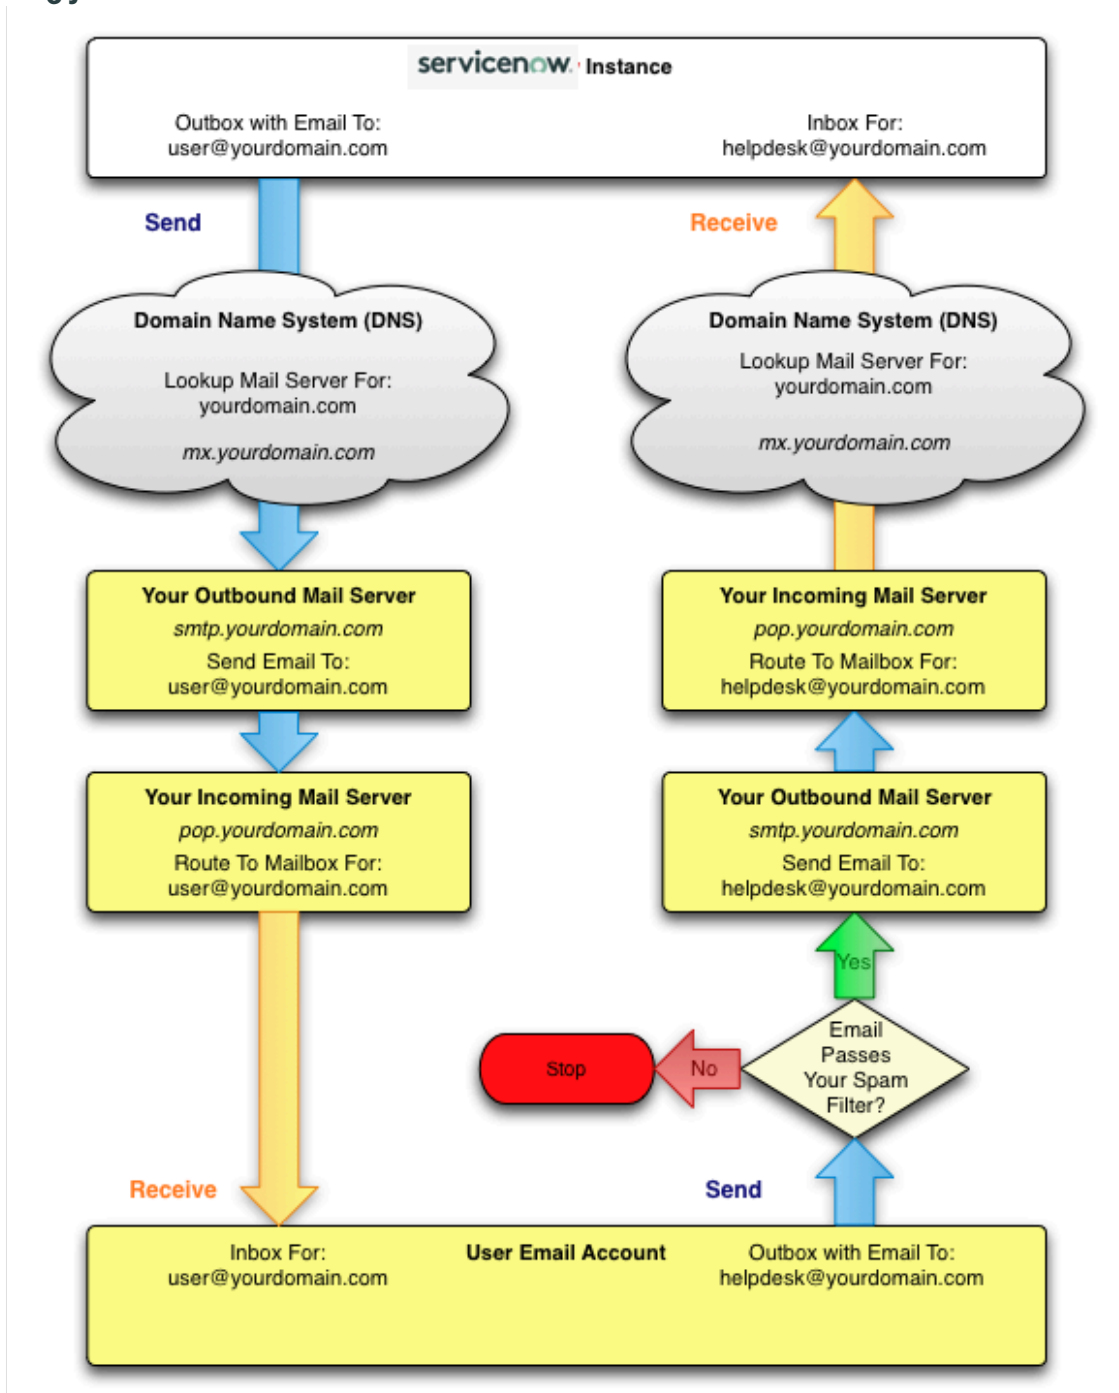 servicenow. Instance
Outbox with Email To:
user@yourdomain.com
Inbox For:
helpdesk@yourdomain.com
Send
Receive
Domain Name System (DNS)
Lookup Mail Server For:
yourdomain.com
mx.yourdomain.com
Domain Name System (DNS)
Lookup Mail Server For:
yourdomain.com
mx.yourdomain.com
Your Outbound Mail Server
smtp.yourdomain.com
Send Email To:
user@yourdomain.com
Your Incoming Mail Server
pop.yourdomain.com
Route To Mailbox For:
helpdesk@yourdomain.com
Your Incoming Mail Server
pop.yourdomain.com
Route To Mailbox For:
user@yourdomain.com
Your Outbound Mail Server
smtp.yourdomain.com
Send Email To:
helpdesk@yourdomain.com
Yes
Email
Passes
Your Spam
Filter?
No
Stop
Receive
Send
Inbox For:
user@yourdomain.com
User Email Account
Outbox with Email To:
helpdesk@yourdomain.com